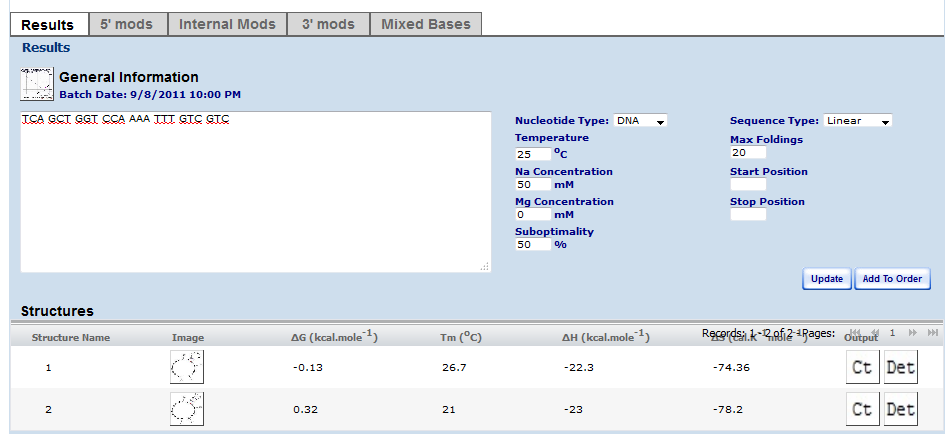 Results 5' mods Internal Mods 3' mods Mixed Bases
Results
General Information
Batch Date: 9/8/2011 10:00 PM
TCA GCT GGT CCA AAA TTT GTC GTC
Nucleotide Type: DNA
Temperature
25 °C
Na Concentration
50 mM
Mg Concentration
0 mM
Suboptimality
50 %
Sequence Type: Linear
Max Foldings
20
Start Position
Stop Position
Update Add To Order
Structures
Records: 1-12 of 2-1Pages: 1
Structure Name Image ΔG (kcal.mole-1) Tm (°C) ΔH (kcal.mole-1) ΔS (cal.K-1mole-1) Output
1 -0.13 26.7 -22.3 -74.36 Ct Det
2 0.32 21 -23 -78.2 Ct Det